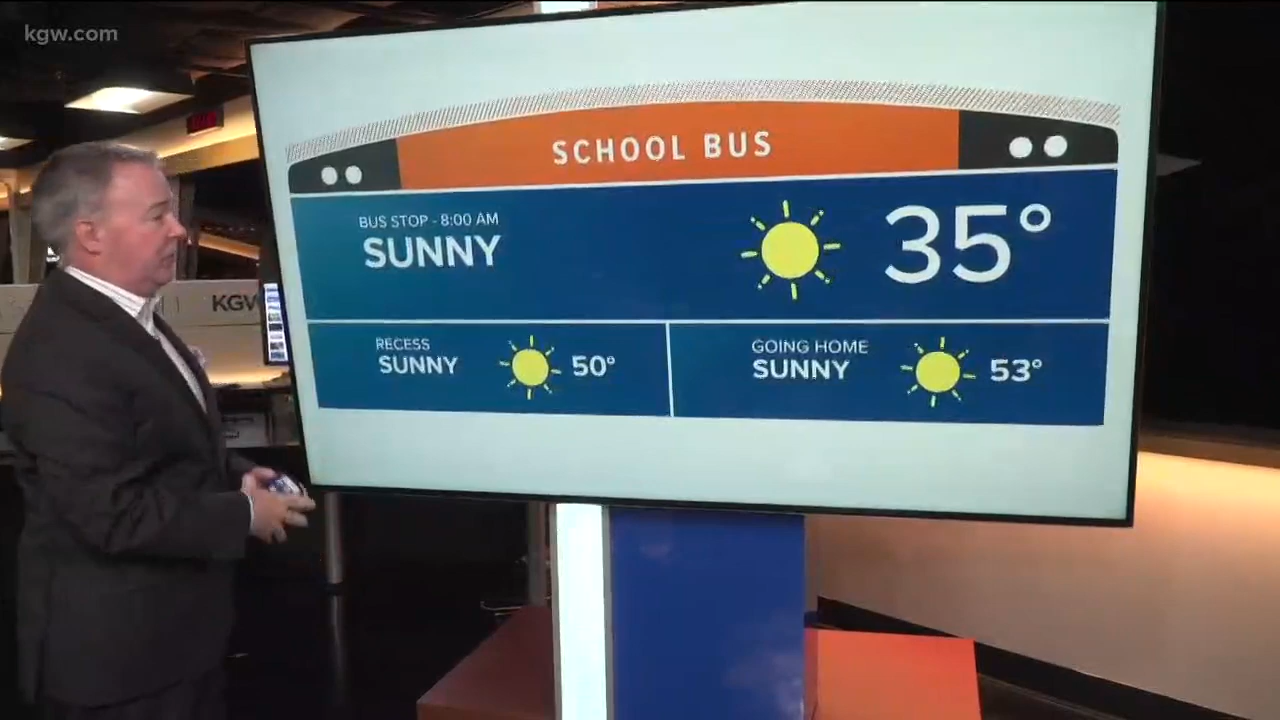 kgw.com
SCHOOL BUS
BUS STOP - 8:00 AM
SUNNY
35°
RECESS
SUNNY
50°
GOING HOME
SUNNY
53°
KGW